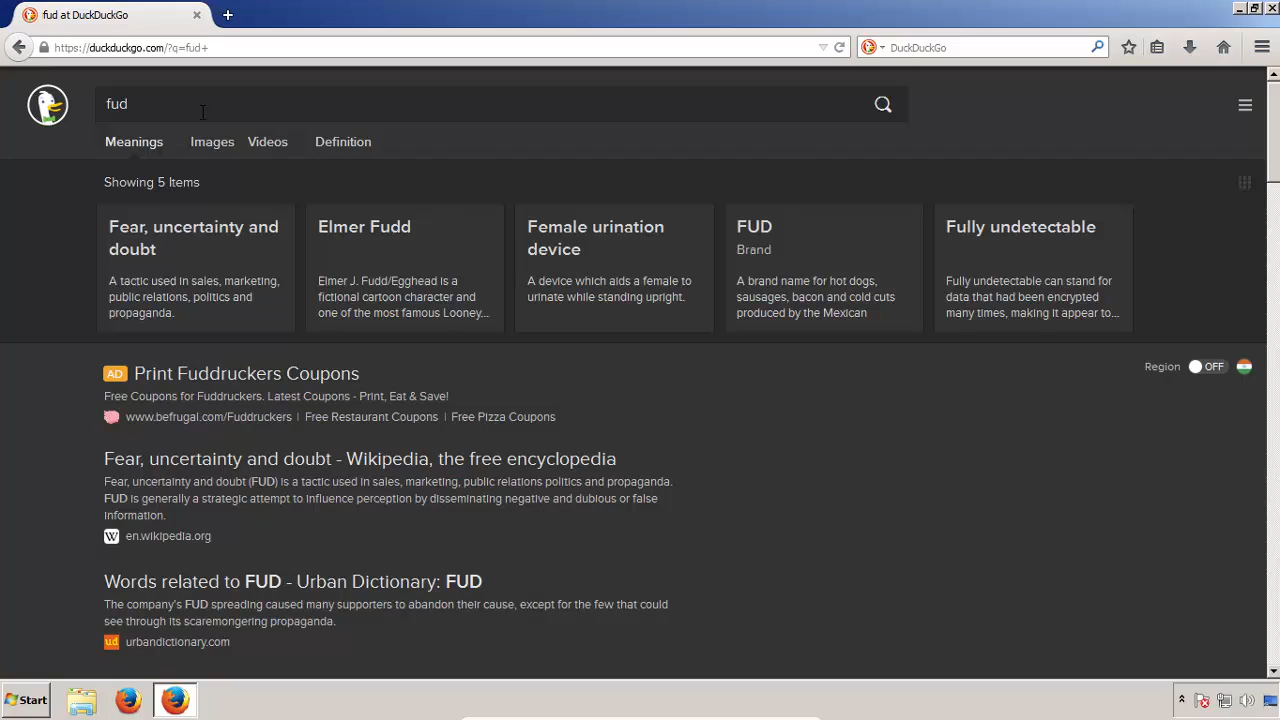 fud at DuckDuckGo
https://duckduckgo.com/?q=fud+
DuckDuckGo
fud
Meanings Images Videos Definition
Showing 5 Items
Fear, uncertainty and
doubt
A tactic used in sales, marketing,
public relations, politics and
propaganda.
Elmer Fudd
Elmer J. Fudd/Egghead is a
fictional cartoon character and
one of the most famous Looney...
Female urination
device
A device which aids a female to
urinate while standing upright.
FUD
Brand
A brand name for hot dogs,
sausages, bacon and cold cuts
produced by the Mexican
Fully undetectable
Fully undetectable can stand for
data that had been encrypted
many times, making it appear to...
Region OFF
AD Print Fuddruckers Coupons
Free Coupons for Fuddruckers. Latest Coupons - Print, Eat & Save!
www.befrugal.com/Fuddruckers | Free Restaurant Coupons | Free Pizza Coupons
Fear, uncertainty and doubt - Wikipedia, the free encyclopedia
Fear, uncertainty and doubt (FUD) is a tactic used in sales, marketing, public relations politics and propaganda.
FUD is generally a strategic attempt to influence perception by disseminating negative and dubious or false
information.
W en.wikipedia.org
Words related to FUD - Urban Dictionary: FUD
The company's FUD spreading caused many supporters to abandon their cause, except for the few that could
see through its scaremongering propaganda.
ud urbandictionary.com
Start